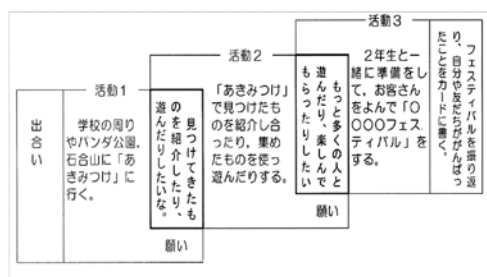 活動1
出合い
学校の周り
やパンダ公園、
石合山に「あ
きみつけ」に
行く。
見つけてきたも
のを紹介したり、
遊んだりしたいな。
願い
活動2
「あきみつけ」
で見つけたも
のを紹介し合
ったり、集め
たものを使っ
遊んだりする。
もっと多くの人と
遊んだり、楽しんで
もらったりしたい
願い
活動3
2年生と一
緒に準備をし
て、お客さん
をよんで「〇
〇〇〇フェス
ティバル」を
する。
フェスティバルを振り返
り、自分や友だちががんばっ
たことをカードに書く。